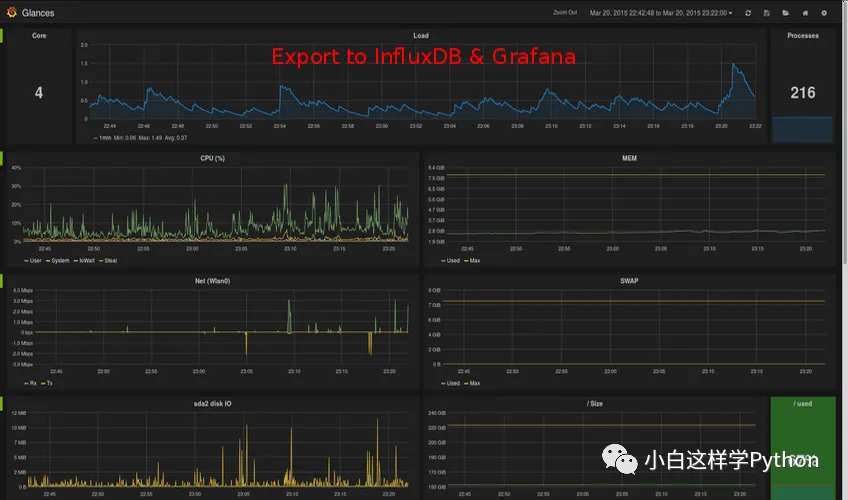 Glances
Zoom Out Mar 20, 2015 22:42:48 to Mar 20, 2015 23:22:00
Core
Load
Processes
Export to InfluxDB & Grafana
2.0
1.5
1.0
0.5
0
4
216
22:44 22:46 22:48 22:50 22:52 22:54 22:56 22:58 23:00 23:02 23:04 23:06 23:08 23:10 23:12 23:14 23:16 23:18 23:20 23:22
1min Min: 0.06 Max: 1.49 Avg: 0.37
CPU (%)
40%
30%
20%
10%
0%
22:45 22:50 22:55 23:00 23:05 23:10 23:15 23:20
User System IoWait Steal
MEM
8.4 GiB
7.5 GiB
6.5 GiB
5.6 GiB
4.7 GiB
3.7 GiB
2.8 GiB
1.9 GiB
22:45 22:50 22:55 23:00 23:05 23:10 23:15 23:20
Used Max
Net (Wlan0)
4.0 Mbps
3.0 Mbps
2.0 Mbps
1.0 Mbps
0 bps
-1.0 Mbps
-2.0 Mbps
-3.0 Mbps
22:45 22:50 22:55 23:00 23:05 23:10 23:15 23:20
Rx Tx
SWAP
9 GiB
8 GiB
6 GiB
4 GiB
2 GiB
0 B
22:45 22:50 22:55 23:00 23:05 23:10 23:15 23:20
Used Max
sda2 disk IO
12 MiB
10 MiB
8 MiB
6 MiB
4 MiB
2 MiB
0 B
22:45 22:50 22:55 23:00 23:05 23:10 23:15 23:20
/ Size
240 GiB
220 GiB
210 GiB
190 GiB
180 GiB
160 GiB
150 GiB
22:45 22:50 22:55 23:00 23:05 23:10 23:15 23:20
/ used
小白这样学Python